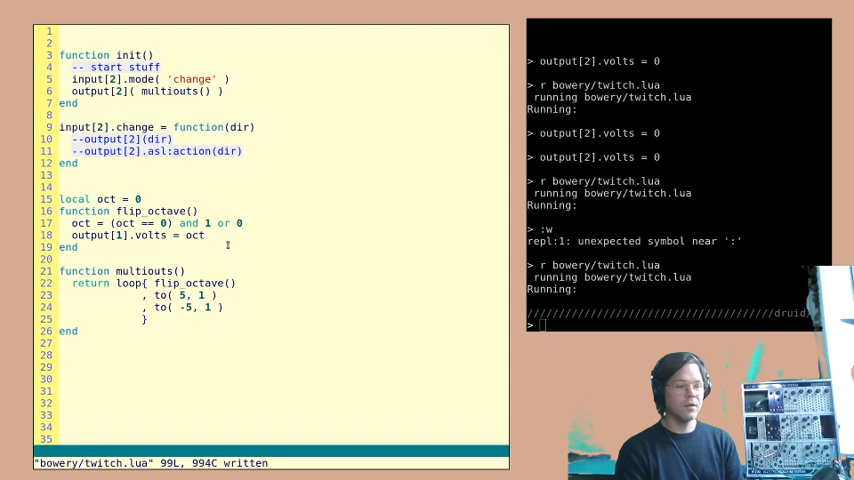 1
2
3 function init()
4 -- start stuff
5 input[2].mode( 'change' )
6 output[2]( multiouts() )
7 end
8
9 input[2].change = function(dir)
10 --output[2](dir)
11 --output[2].asl:action(dir)
12 end
13
14
15 local oct = 0
16 function flip_octave()
17 oct = (oct == 0) and 1 or 0
18 output[1].volts = oct
19 end
20
21 function multiouts()
22 return loop{ flip_octave()
23 , to( 5, 1 )
24 , to( -5, 1 )
25 }
26 end
27
28
29
30
31
32
33
34
35
"bowery/twitch.lua" 99L, 994C written
> output[2].volts = 0
> r bowery/twitch.lua
running bowery/twitch.lua
Running:
> output[2].volts = 0
> output[2].volts = 0
> r bowery/twitch.lua
running bowery/twitch.lua
Running:
> :w
repl:1: unexpected symbol near ':'
> r bowery/twitch.lua
running bowery/twitch.lua
Running:
//////////////////////////////////////////druid/
>